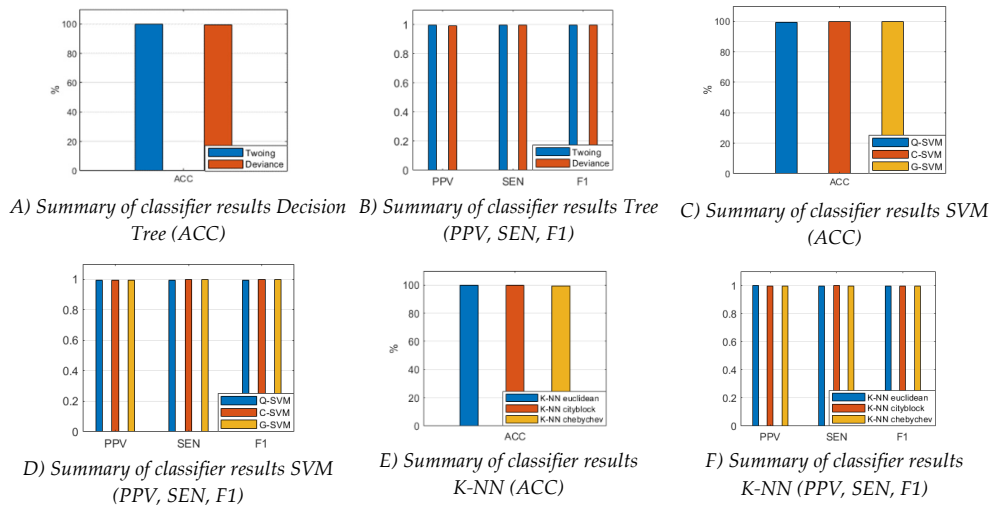 100
80
60
40
20
0
%
Twoing
Deviance
ACC
A) Summary of classifier results Decision
Tree (ACC)
1
0.8
0.6
0.4
0.2
0
Twoing
Deviance
PPV SEN F1
B) Summary of classifier results Tree
(PPV, SEN, F1)
100
80
60
40
20
0
%
Q-SVM
C-SVM
G-SVM
ACC
C) Summary of classifier results SVM
(ACC)
1
0.8
0.6
0.4
0.2
0
Q-SVM
C-SVM
G-SVM
PPV SEN F1
D) Summary of classifier results SVM
(PPV, SEN, F1)
100
80
60
40
20
0
%
K-NN euclidean
K-NN cityblock
K-NN chebychev
ACC
E) Summary of classifier results
K-NN (ACC)
1
0.8
0.6
0.4
0.2
0
K-NN euclidean
K-NN cityblock
K-NN chebychev
PPV SEN F1
F) Summary of classifier results
K-NN (PPV, SEN, F1)